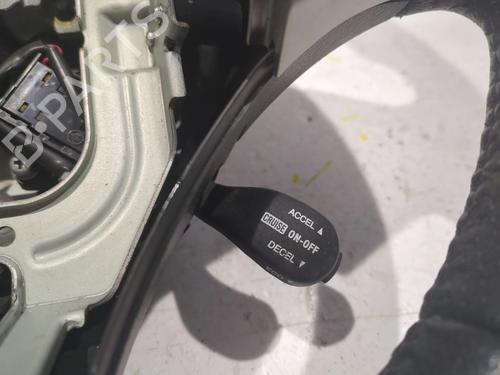 B-PARTS
ACCEL ▲
CRUISE ON-OFF
DECEL ▼